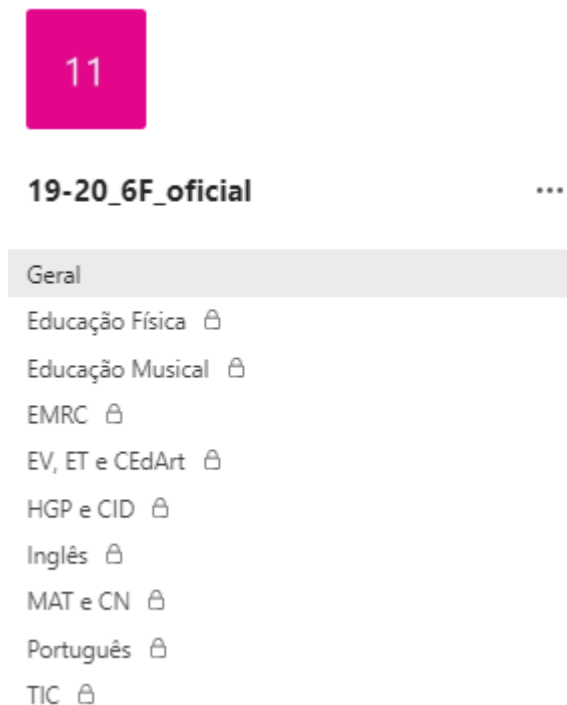 11
19-20_6F_oficial
Geral
Educação Física
Educação Musical
EMRC
EV, ET e CEdArt
HGP e CID
Inglês
MAT e CN
Português
TIC